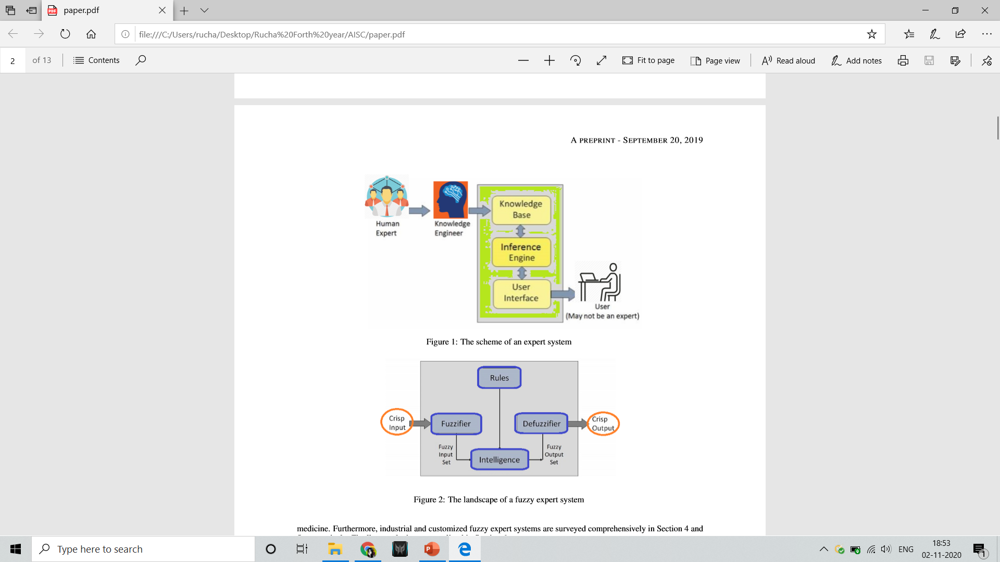 paper.pdf
file:///C:/Users/rucha/Desktop/Rucha%20Forth%20year/AISC/paper.pdf
2 of 13 Contents Fit to page Page view Read aloud Add notes
A PREPRINT - SEPTEMBER 20, 2019
Human
Expert
Knowledge
Engineer
Knowledge
Base
Inference
Engine
User
Interface
User
(May not be an expert)
Figure 1: The scheme of an expert system
Rules
Crisp
Input
Fuzzifier
Defuzzifier
Crisp
Output
Fuzzy
Input
Set
Intelligence
Fuzzy
Output
Set
Figure 2: The landscape of a fuzzy expert system
medicine. Furthermore, industrial and customized fuzzy expert systems are surveyed comprehensively in Section 4 and
Type here to search
ENG
18:53
02-11-2020
1